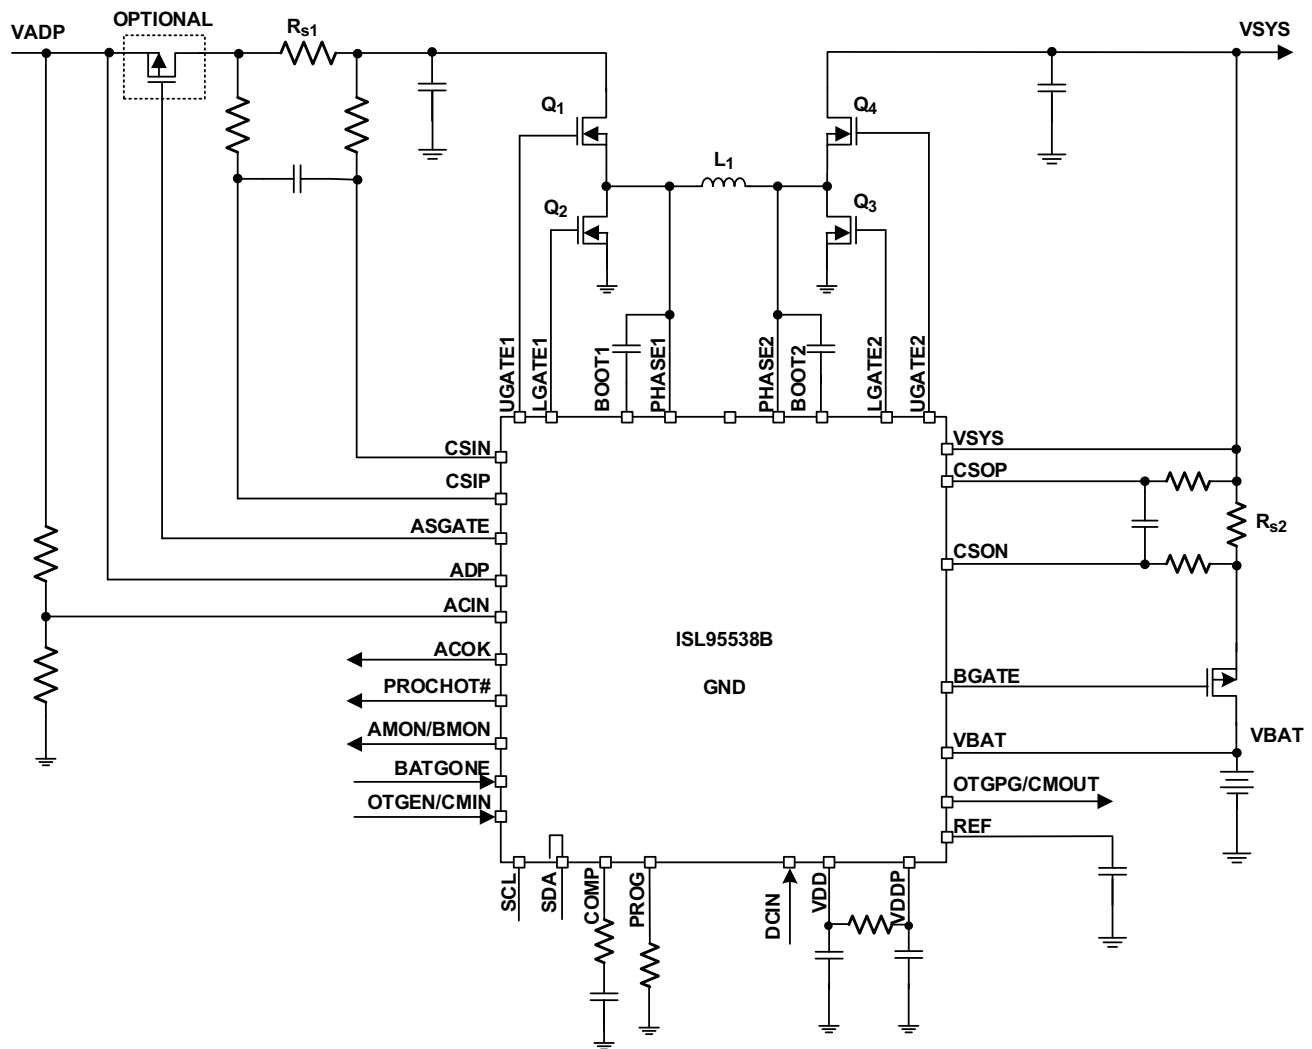 OPTIONAL
VADP
Rs1
VSYS
Q1
Q4
L1
Q2
Q3
UGATE1
LGATE1
BOOT1
PHASE1
PHASE2
BOOT2
LGATE2
UGATE2
CSIN
CSIP
ASGATE
ADP
ACIN
ACOK
PROCHOT#
AMON/BMON
BATGONE
OTGEN/CMIN
ISL95538B
GND
VSYS
CSOP
Rs2
CSON
BGATE
VBAT
VBAT
OTGPG/CMOUT
REF
SCL
SDA
COMP
PROG
DCIN
VDD
VDDP